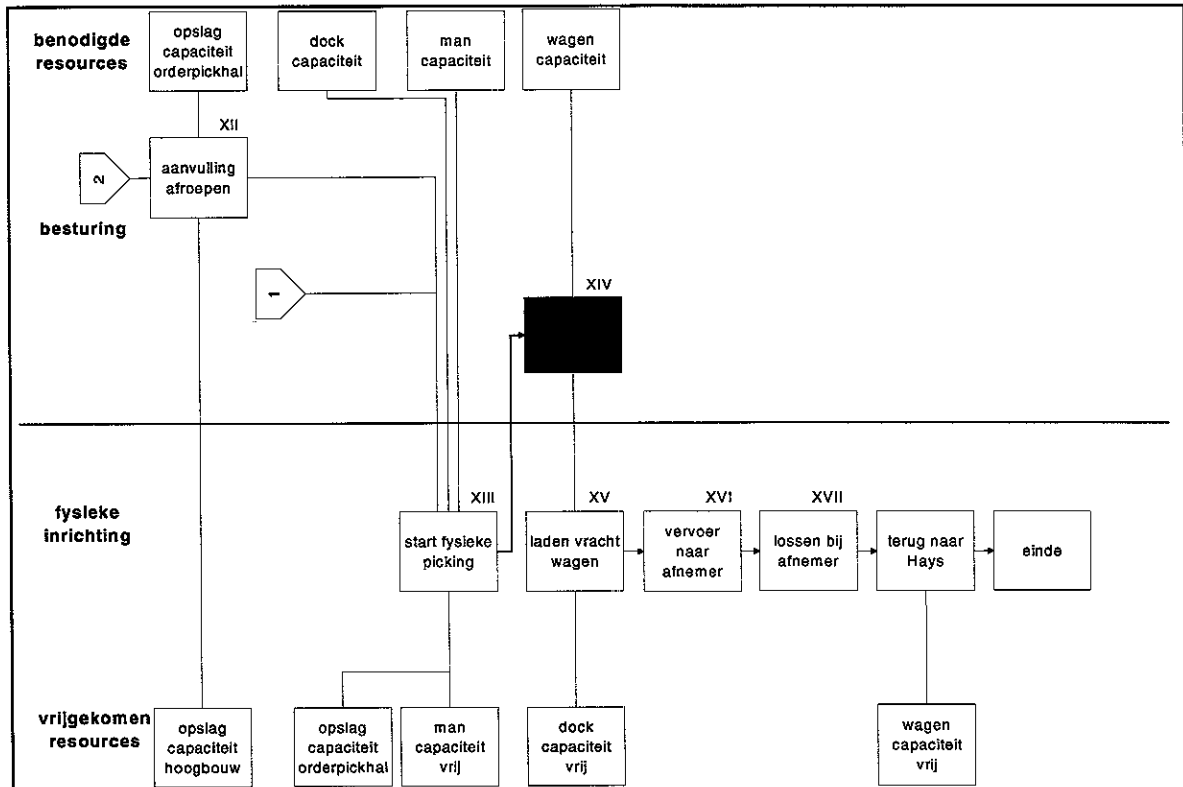 benodigde
resources
opslag
capaciteit
orderpickhal
dock
capaciteit
man
capaciteit
wagen
capaciteit
XII
aanvulling
afroepen
2
besturing
1
XIV
fysieke
inrichting
XIII
start fysieke
picking
XV
laden vracht
wagen
XVI
vervoer
naar
afnemer
XVII
lossen bij
afnemer
terug naar
Hays
einde
vrijgekomen
resources
opslag
capaciteit
hoogbouw
opslag
capaciteit
orderpickhal
man
capaciteit
vrij
dock
capaciteit
vrij
wagen
capaciteit
vrij